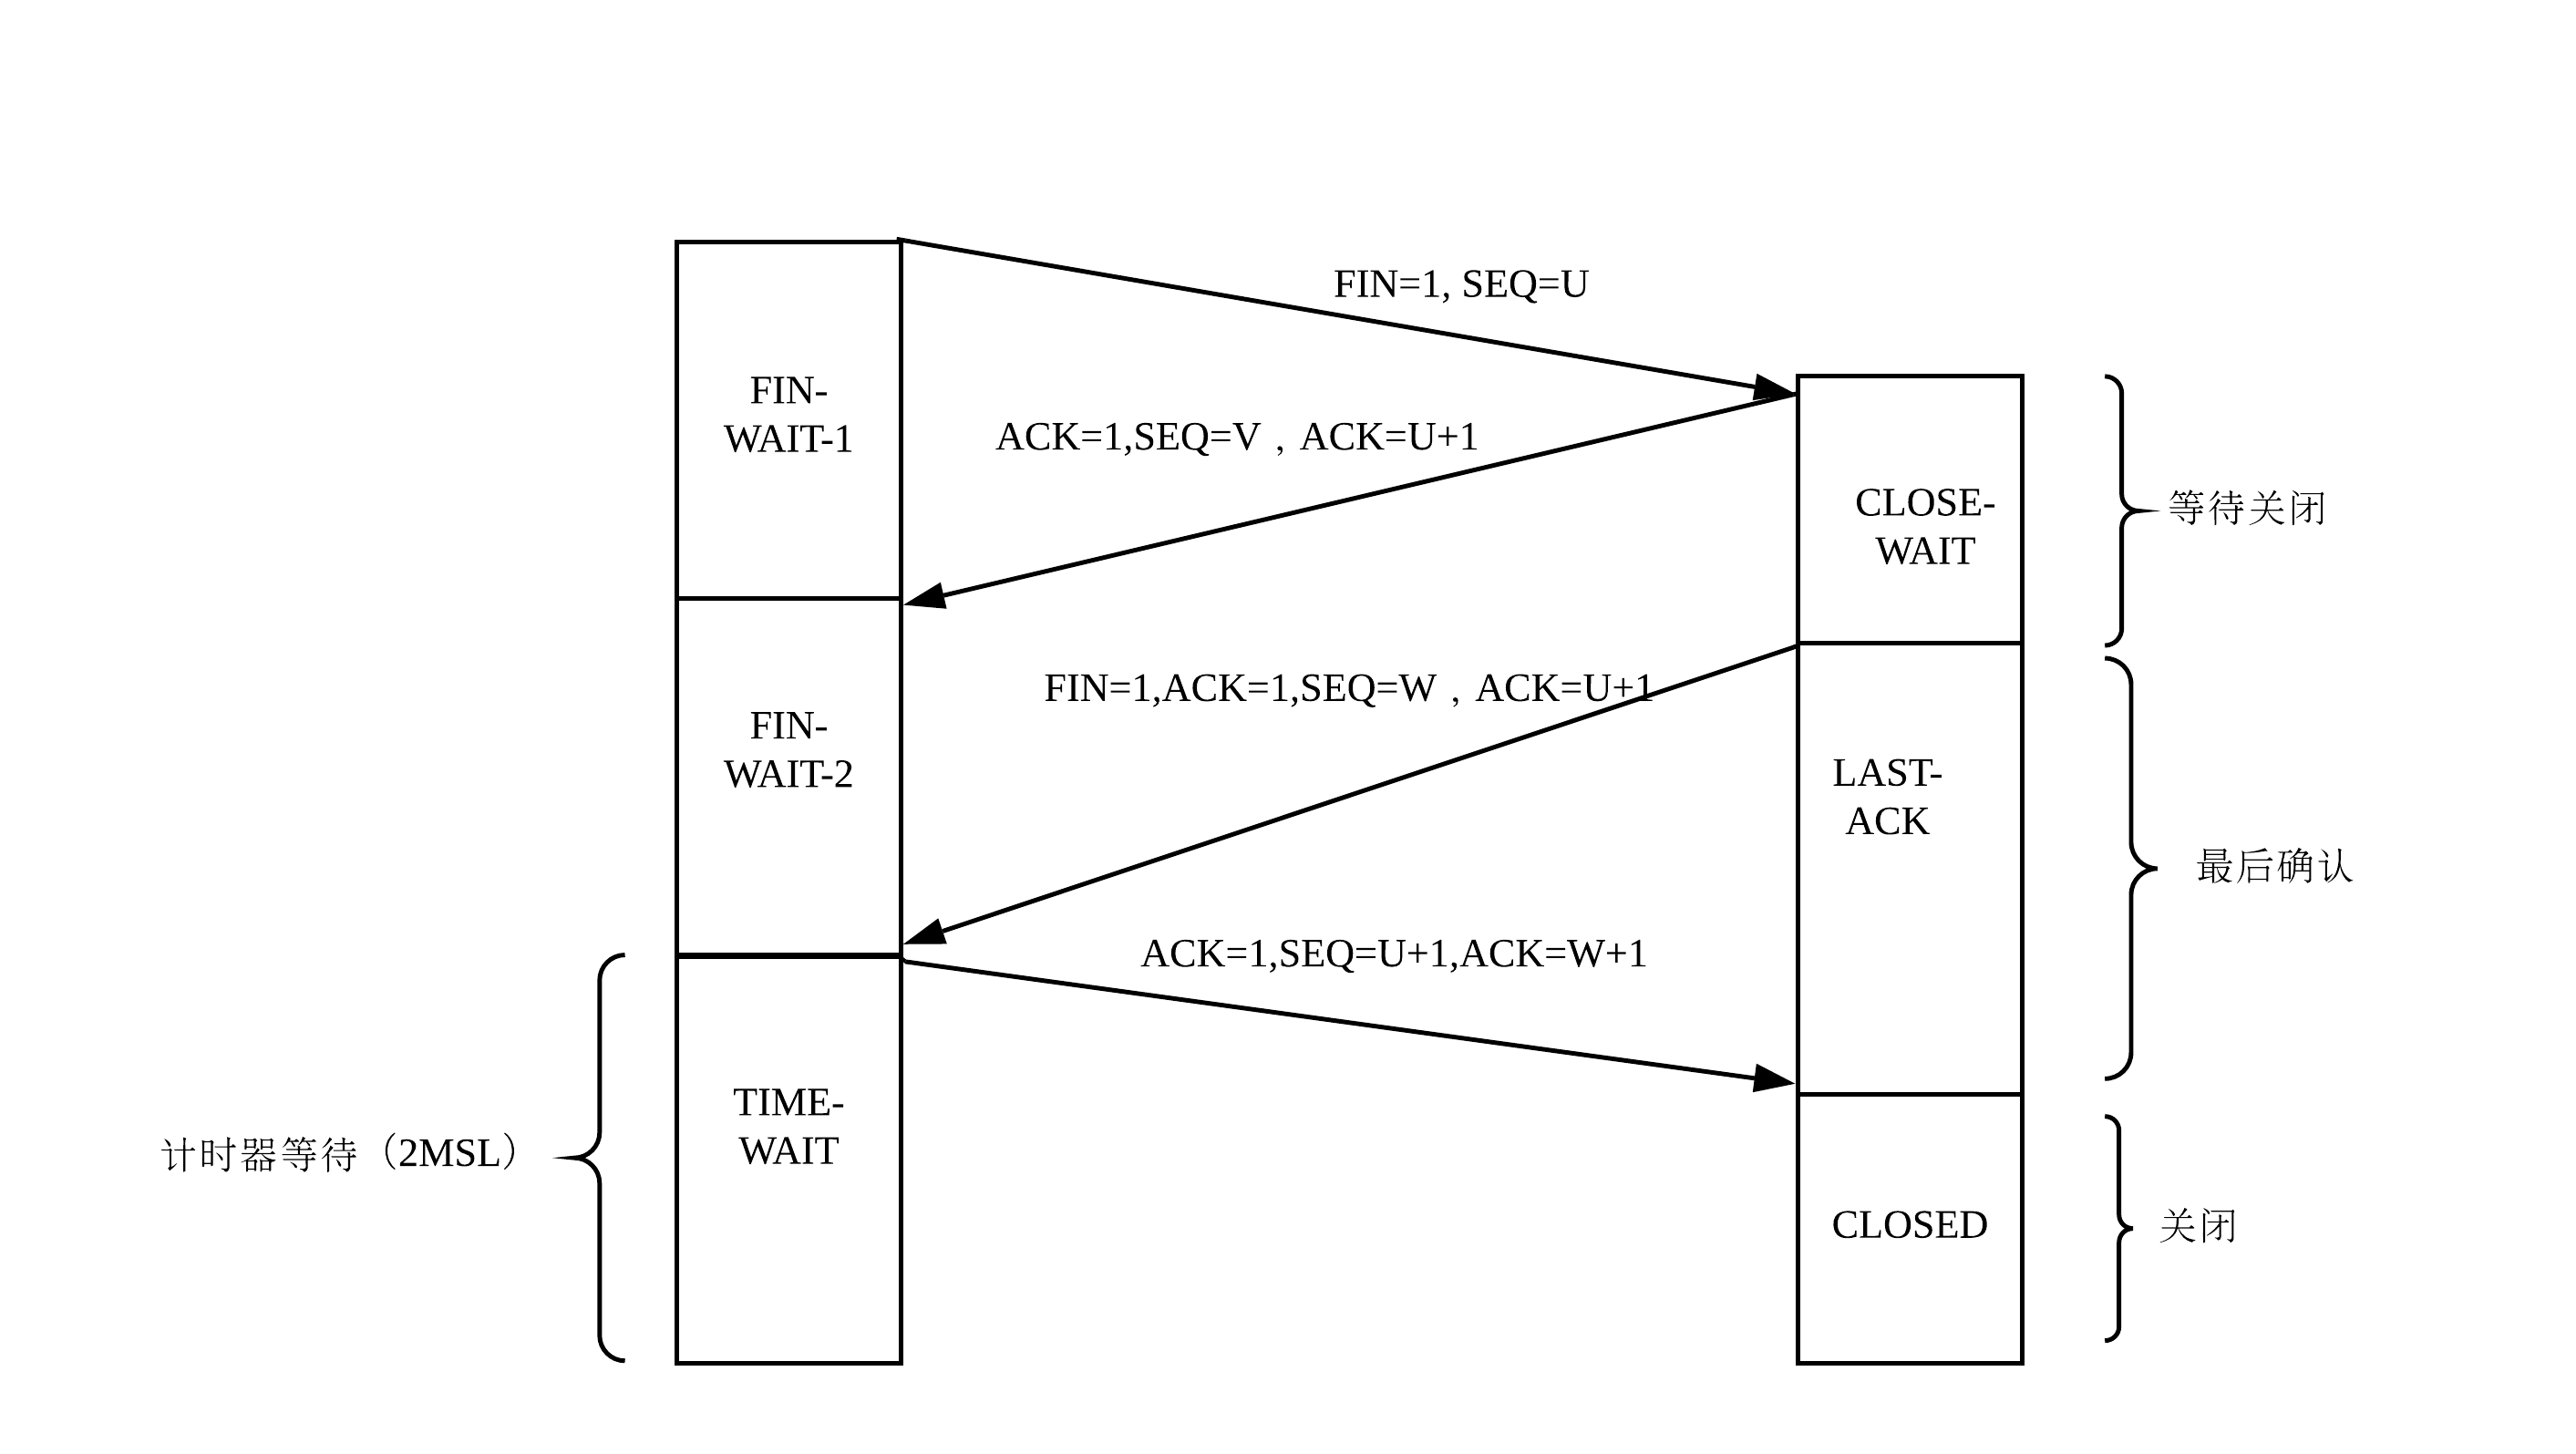 FIN=1, SEQ=U
FIN-
WAIT-1
ACK=1,SEQ=V，ACK=U+1
CLOSE-
WAIT
等待关闭
FIN=1,ACK=1,SEQ=W，ACK=U+1
FIN-
WAIT-2
LAST-
ACK
最后确认
ACK=1,SEQ=U+1,ACK=W+1
TIME-
WAIT
计时器等待（2MSL）
CLOSED
关闭